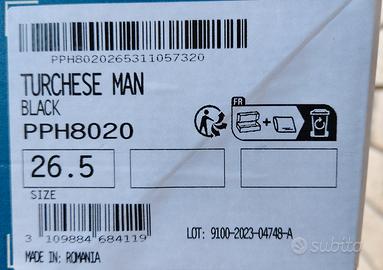 PPH8020265311057320
TURCHESE MAN
BLACK
PPH8020
FR
26.5
SIZE
3 109884 684119
LOT: 9100-2023-04748-A
MADE IN: ROMANIA
subito